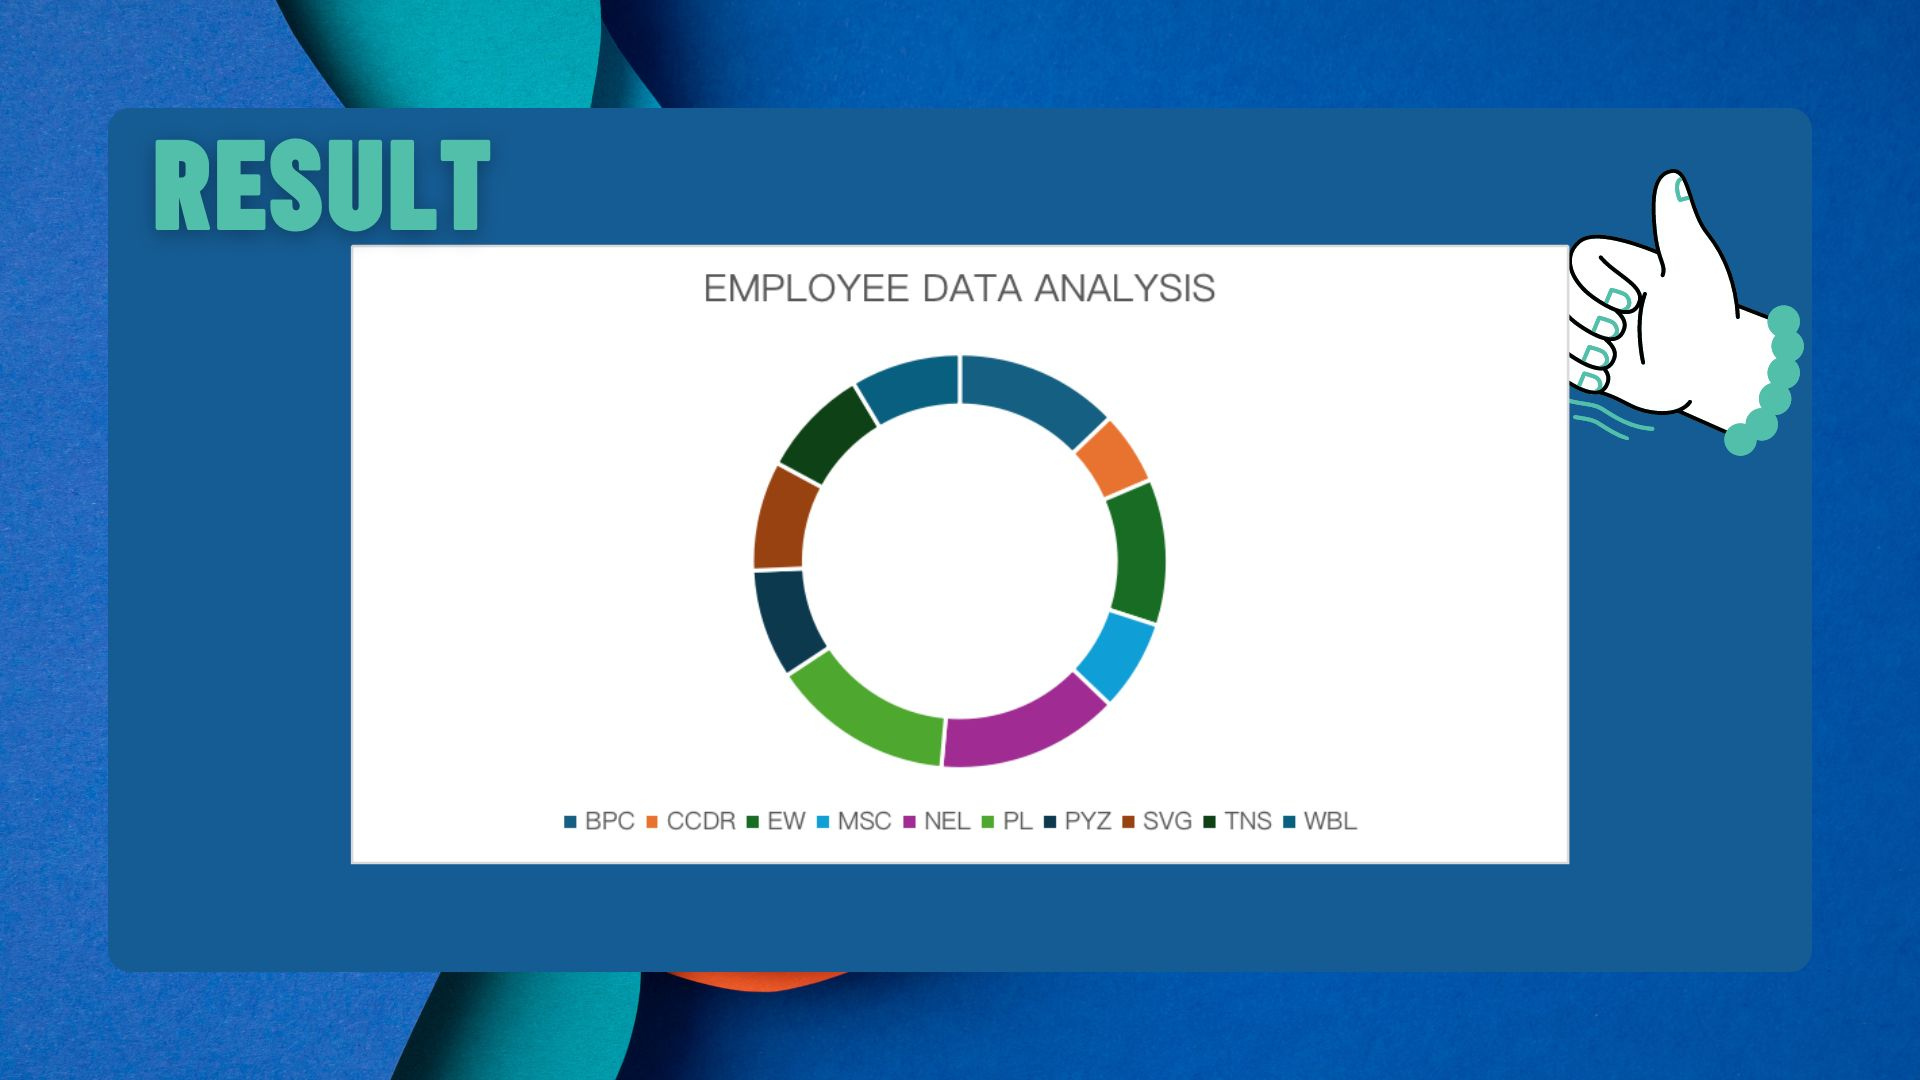 RESULT
EMPLOYEE DATA ANALYSIS
BPC CCDR EW MSC NEL PL PYZ SVG TNS WBL